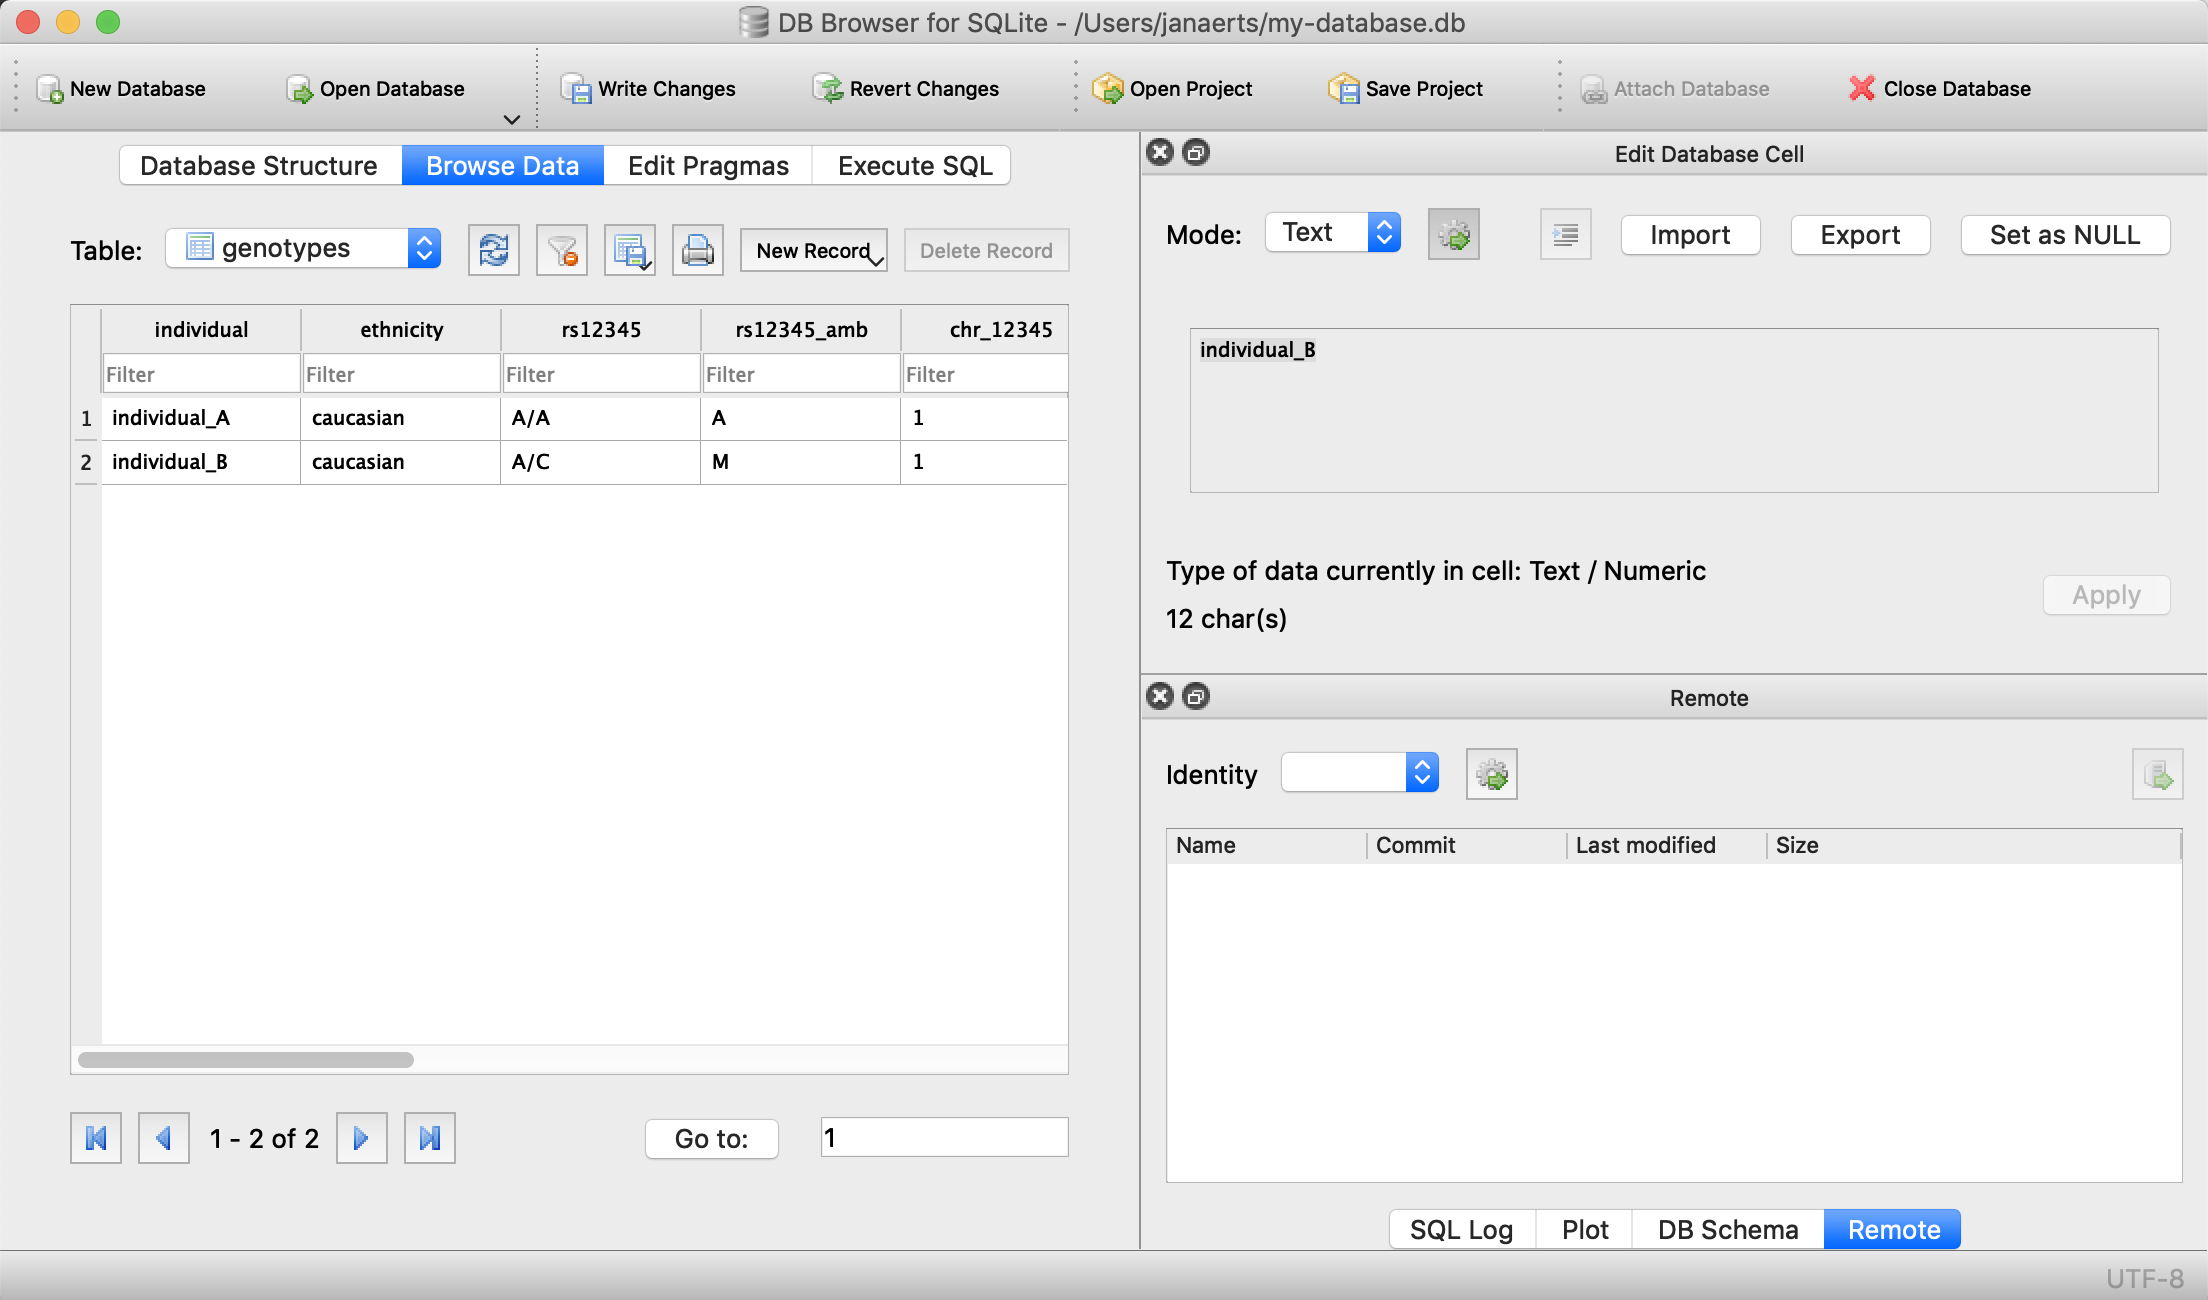 DB Browser for SQLite - /Users/janaerts/my-database.db
New Database
Open Database
Write Changes
Revert Changes
Open Project
Save Project
Attach Database
Close Database
Database Structure
Browse Data
Edit Pragmas
Execute SQL
Table:
genotypes
New Record
Delete Record
individual ethnicity rs12345 rs12345_amb chr_12345
Filter Filter Filter Filter Filter
1 individual_A caucasian A/A A 1
2 individual_B caucasian A/C M 1
1 - 2 of 2
Go to:
1
Edit Database Cell
Mode:
Text
Import
Export
Set as NULL
individual_B
Type of data currently in cell: Text / Numeric
12 char(s)
Apply
Remote
Identity
Name Commit Last modified Size
SQL Log
Plot
DB Schema
Remote
UTF-8